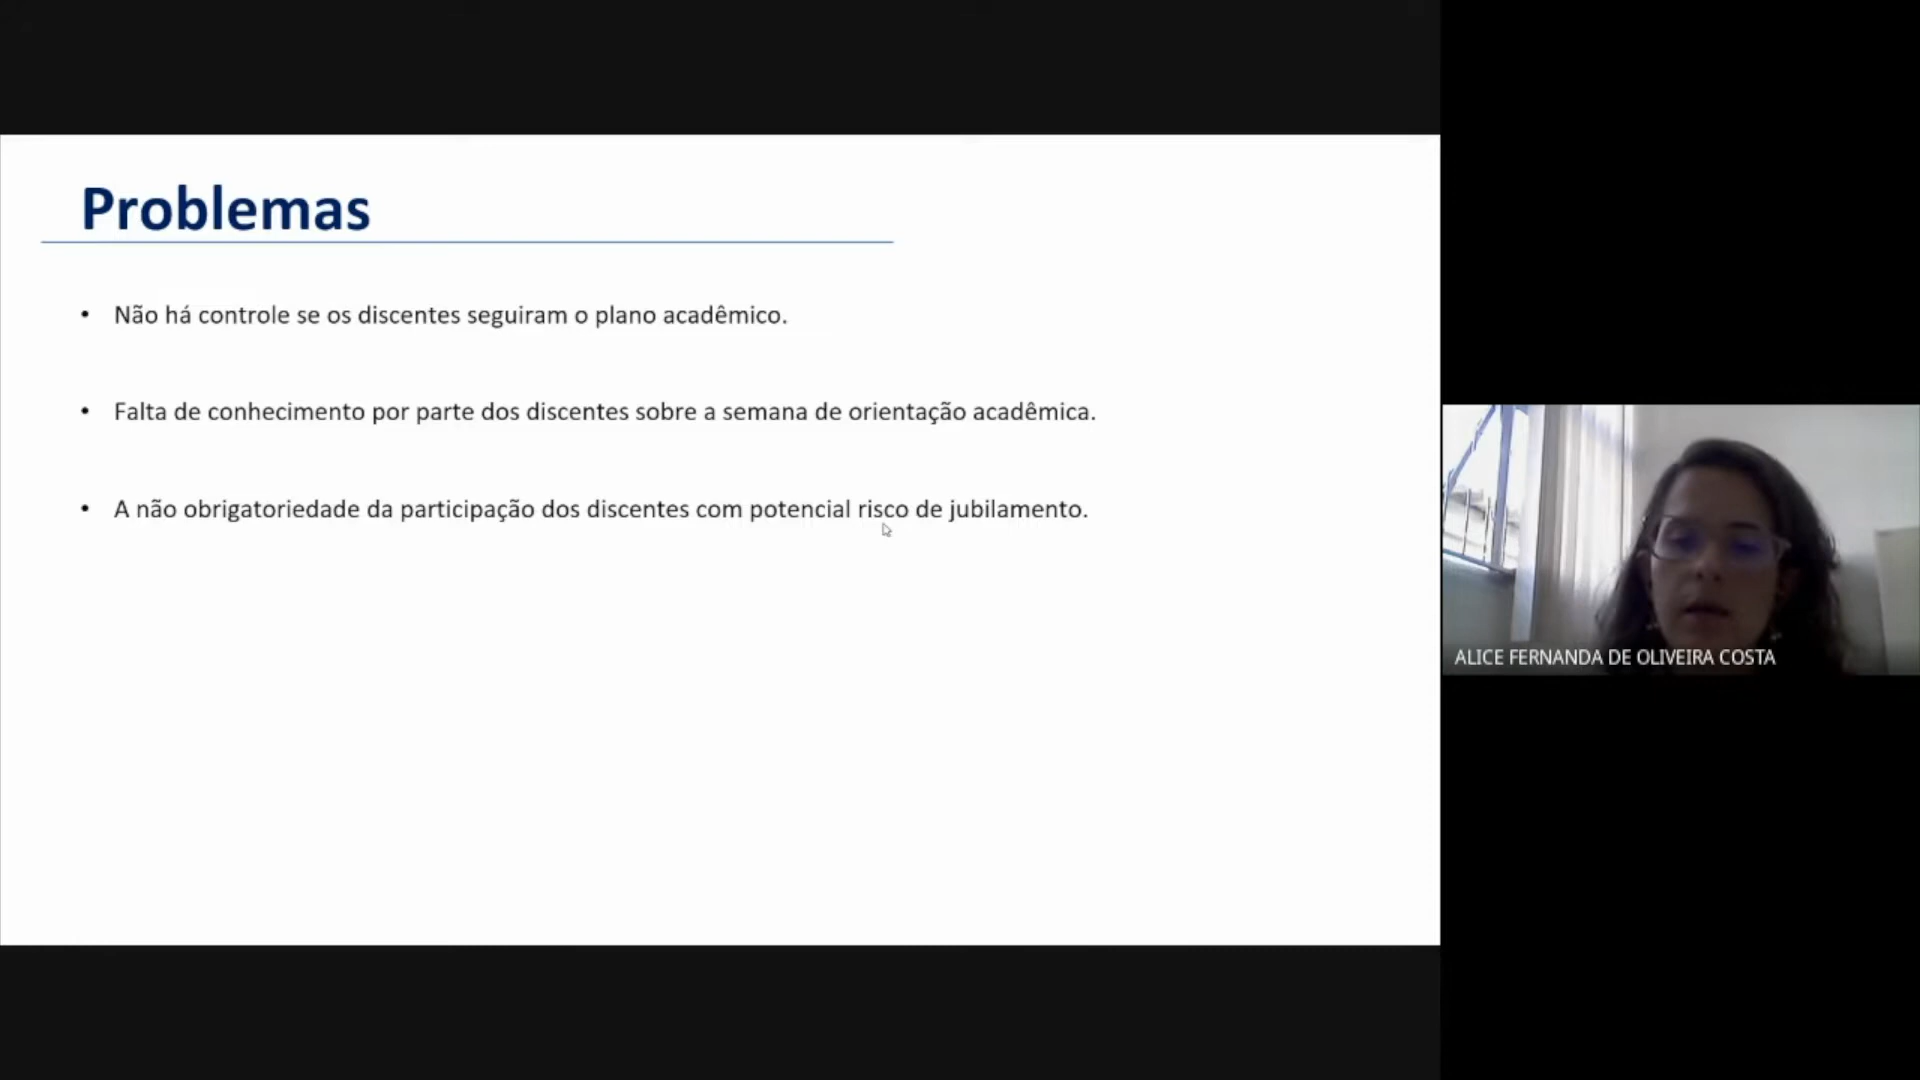 Problemas
• Não há controle se os discentes seguiram o plano acadêmico.
• Falta de conhecimento por parte dos discentes sobre a semana de orientação acadêmica.
• A não obrigatoriedade da participação dos discentes com potencial risco de jubilamento.
ALICE FERNANDA DE OLIVEIRA COSTA